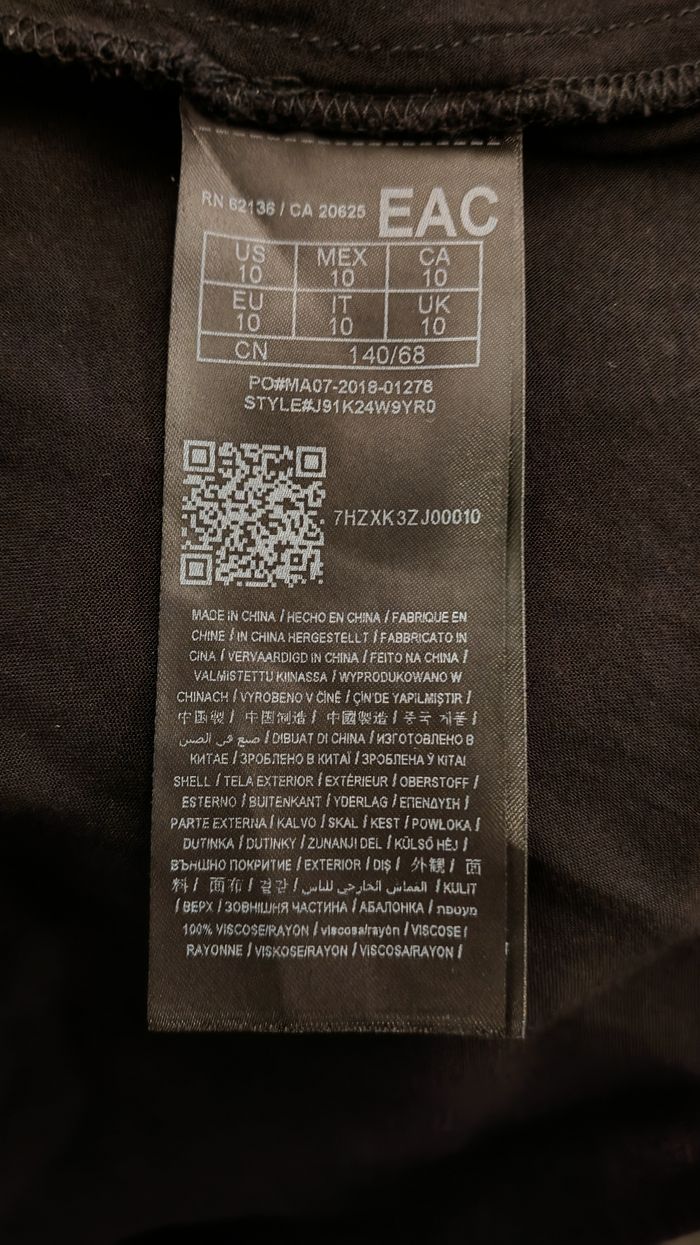 RN 62136 / CA 20625 EAC
US MEX CA
10 10 10
EU IT UK
10 10 10
CN 140/68
PO#MA07-2018-01278
STYLE#J91K24W9YR0
7HZXK3ZJ00010
MADE IN CHINA / HECHO EN CHINA / FABRIQUE EN
CHINE / IN CHINA HERGESTELLT / FABBRICATO IN
CINA / VERVAARDIGD IN CHINA / FEITO NA CHINA /
VALMISTETTU KIINASSA / WYPRODUKOWANO W
CHINACH / VYROBENO V ČÍNĚ / ÇİN'DE YAPILMIŞTIR /
中国製 / 中国制造 / 中國製造 / 중국 제품 /
صنع في الصين / DIBUAT DI CHINA / ИЗГОТОВЛЕНО В
КИТАЕ / ЗРОБЛЕНО В КИТАЇ / ЗРОБЛЕНА Ў КІТАІ
SHELL / TELA EXTERIOR / EXTÉRIEUR / OBERSTOFF /
ESTERNO / BUITENKANT / YDERLAG / ΕΠΕΝΔΥΣΗ /
PARTE EXTERNA / KALVO / SKAL / KEST / POWŁOKA /
DUTINKA / DUTINKY / ZUNANJI DEL / KÜLSŐ HÉJ /
ВЪНШНО ПОКРИТИЕ / EXTERIOR / DIŞ / 外観 / 面
料 / 面布 / 겉감 / القماش الخارجي للباس / KULIT
/ ВЕРХ / ЗОВНІШНЯ ЧАСТИНА / АБАЛОНКА / מעטפת
100% VISCOSE/RAYON / viscosa/rayón / VISCOSE /
RAYONNE / VISKOSE/RAYON / VISCOSA/RAYON /